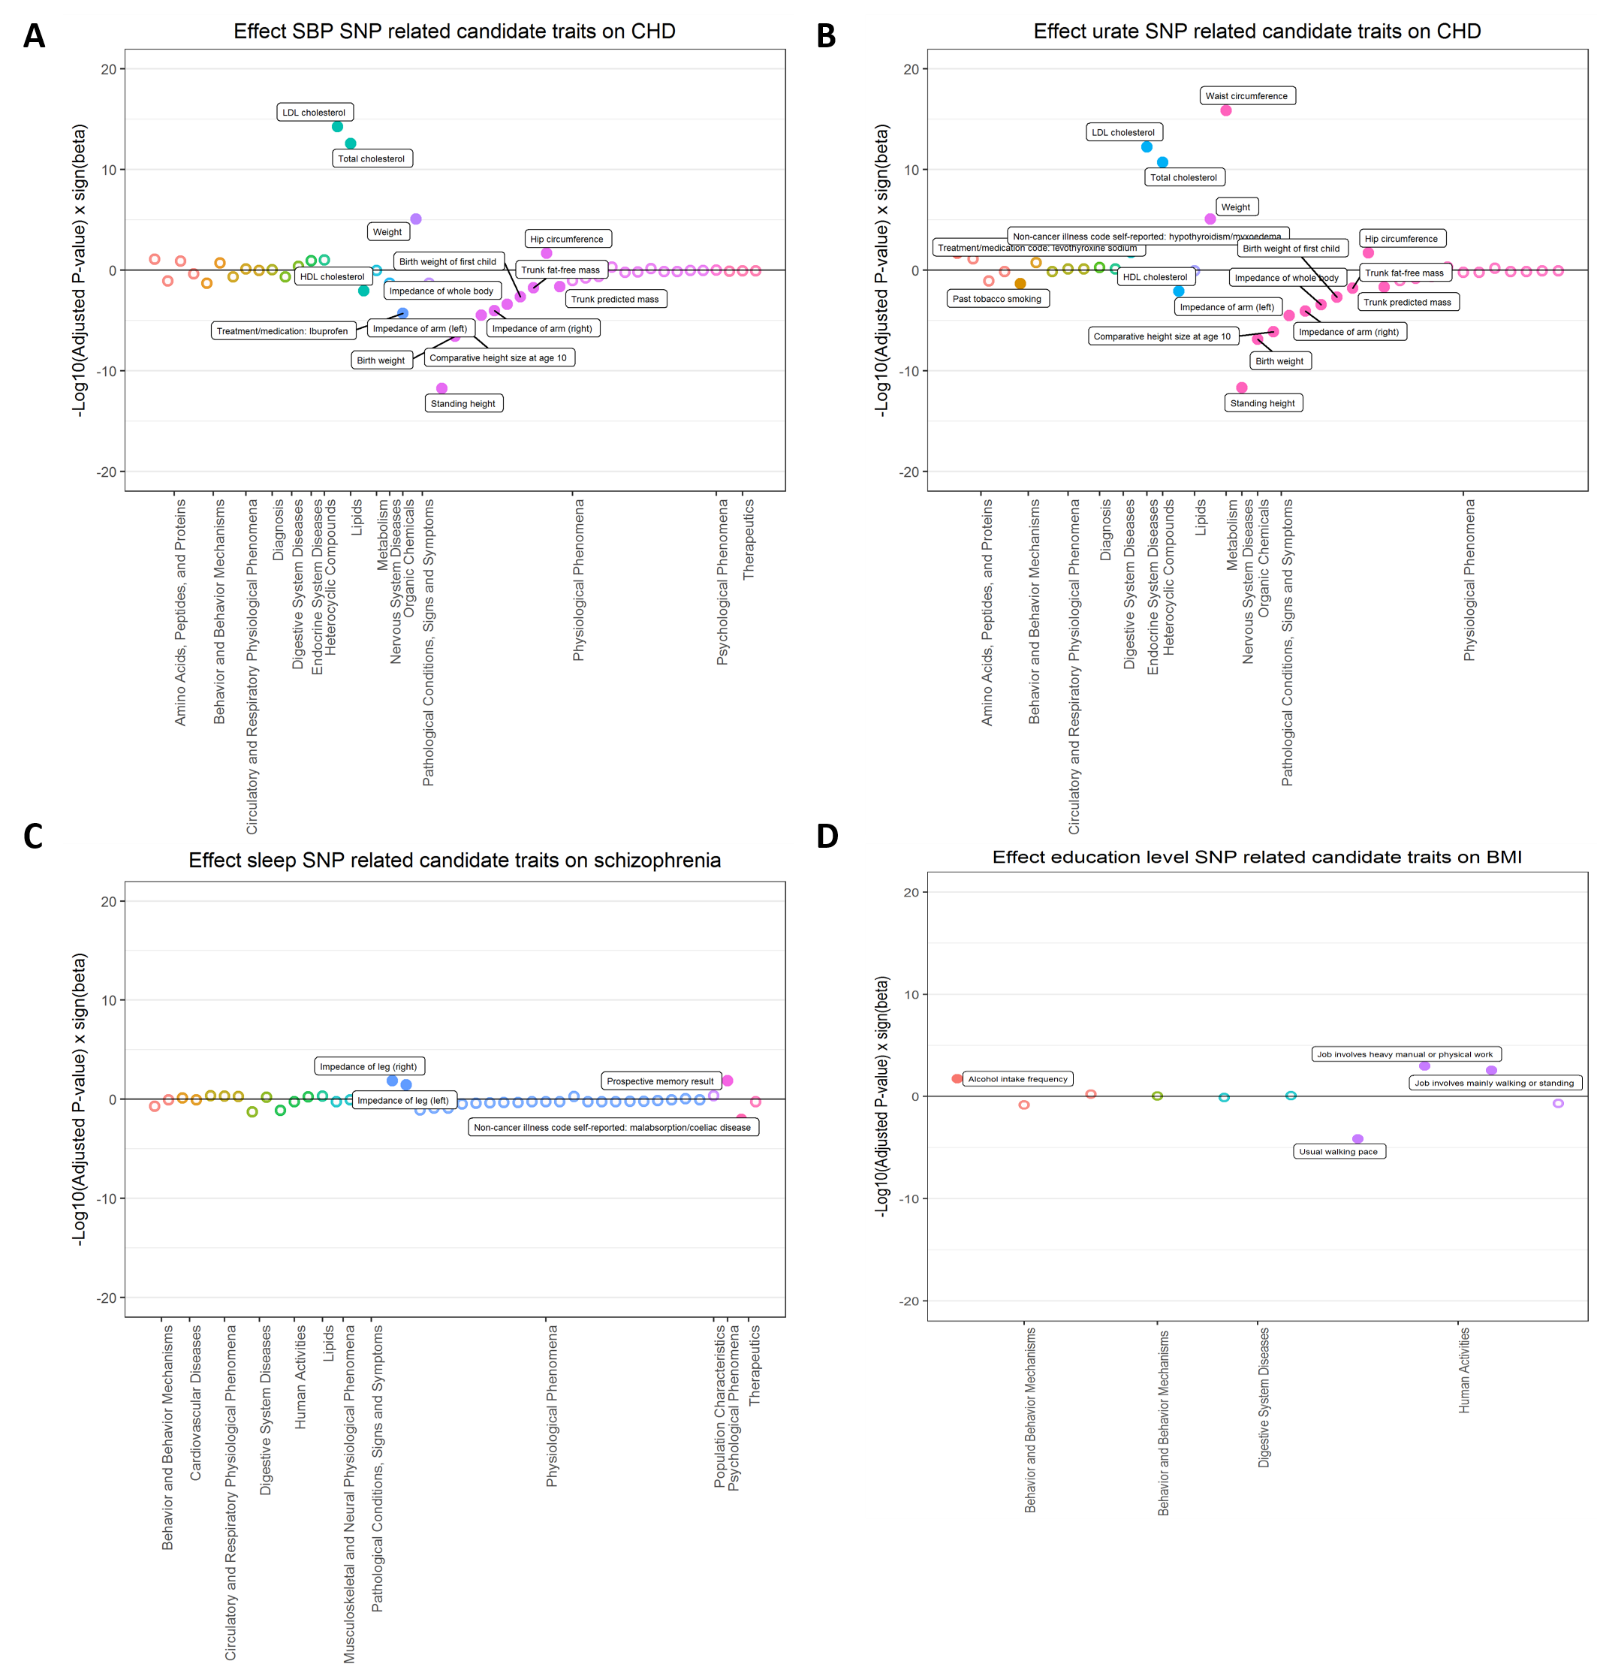 A
Effect SBP SNP related candidate traits on CHD
-Log10(Adjusted P-value) x sign(beta)
20
10
0
-10
-20
LDL cholesterol
Total cholesterol
Weight
Hip circumference
Birth weight of first child
Trunk fat-free mass
HDL cholesterol
Impedance of whole body
Trunk predicted mass
Treatment/medication: Ibuprofen
Impedance of arm (left)
Impedance of arm (right)
Birth weight
Comparative height size at age 10
Standing height
Amino Acids, Peptides, and Proteins
Behavior and Behavior Mechanisms
Circulatory and Respiratory Physiological Phenomena
Diagnosis
Digestive System Diseases
Endocrine System Diseases
Heterocyclic Compounds
Lipids
Metabolism
Nervous System Diseases
Organic Chemicals
Pathological Conditions, Signs and Symptoms
Physiological Phenomena
Psychological Phenomena
Therapeutics
B
Effect urate SNP related candidate traits on CHD
-Log10(Adjusted P-value) x sign(beta)
20
10
0
-10
-20
Waist circumference
LDL cholesterol
Total cholesterol
Weight
Non-cancer illness code self-reported: hypothyroidism/myxoedema
Treatment/medication code: levothyroxine sodium
Birth weight of first child
Hip circumference
HDL cholesterol
Impedance of whole body
Trunk fat-free mass
Past tobacco smoking
Impedance of arm (left)
Trunk predicted mass
Comparative height size at age 10
Impedance of arm (right)
Birth weight
Standing height
Amino Acids, Peptides, and Proteins
Behavior and Behavior Mechanisms
Circulatory and Respiratory Physiological Phenomena
Diagnosis
Digestive System Diseases
Endocrine System Diseases
Heterocyclic Compounds
Lipids
Metabolism
Nervous System Diseases
Organic Chemicals
Pathological Conditions, Signs and Symptoms
Physiological Phenomena
C
Effect sleep SNP related candidate traits on schizophrenia
-Log10(Adjusted P-value) x sign(beta)
20
10
0
-10
-20
Impedance of leg (right)
Prospective memory result
Impedance of leg (left)
Non-cancer illness code self-reported: malabsorption/coeliac disease
Behavior and Behavior Mechanisms
Cardiovascular Diseases
Circulatory and Respiratory Physiological Phenomena
Digestive System Diseases
Human Activities
Lipids
Musculoskeletal and Neural Physiological Phenomena
Pathological Conditions, Signs and Symptoms
Physiological Phenomena
Population Characteristics
Psychological Phenomena
Therapeutics
D
Effect education level SNP related candidate traits on BMI
-Log10(Adjusted P-value) x sign(beta)
20
10
0
-10
-20
Job involves heavy manual or physical work
Alcohol intake frequency
Job involves mainly walking or standing
Usual walking pace
Behavior and Behavior Mechanisms
Behavior and Behavior Mechanisms
Digestive System Diseases
Human Activities